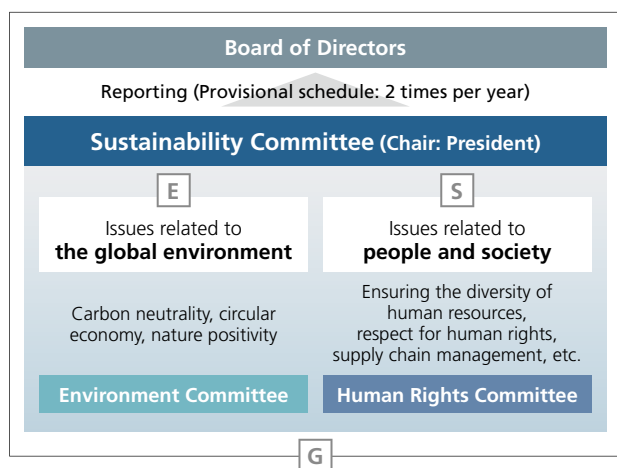 Board of Directors
Reporting (Provisional schedule: 2 times per year)
Sustainability Committee (Chair: President)
E
Issues related to
the global environment
Carbon neutrality, circular
economy, nature positivity
Environment Committee
S
Issues related to
people and society
Ensuring the diversity of
human resources,
respect for human rights,
supply chain management, etc.
Human Rights Committee
G